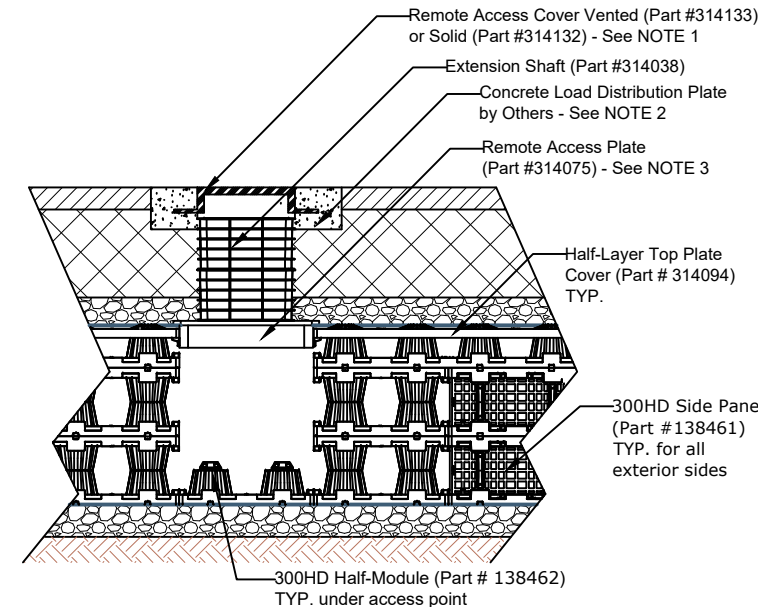 Remote Access Cover Vented (Part #314133)
or Solid (Part #314132) - See NOTE 1
Extension Shaft (Part #314038)
Concrete Load Distribution Plate
by Others - See NOTE 2
Remote Access Plate
(Part #314075) - See NOTE 3
Half-Layer Top Plate
Cover (Part # 314094)
TYP.
300HD Side Pane
(Part #138461)
TYP. for all
exterior sides
300HD Half-Module (Part # 138462)
TYP. under access point